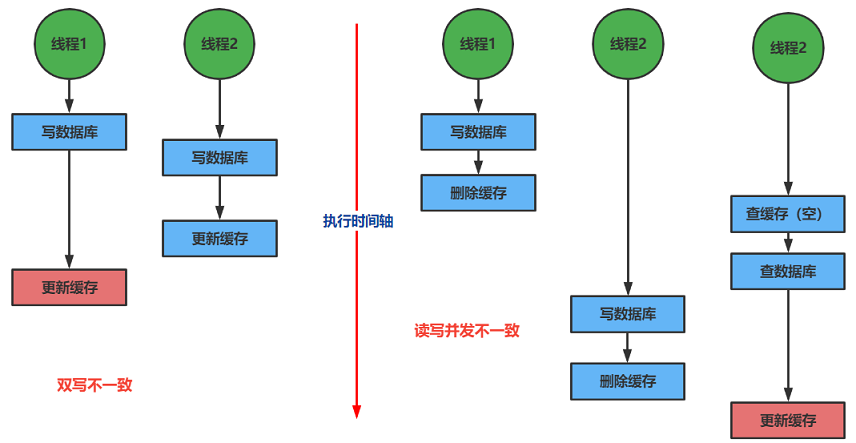 线程1
写数据库
更新缓存
线程2
写数据库
更新缓存
双写不一致
执行时间轴
线程1
写数据库
删除缓存
线程2
写数据库
删除缓存
线程2
查缓存（空）
查数据库
更新缓存
读写并发不一致